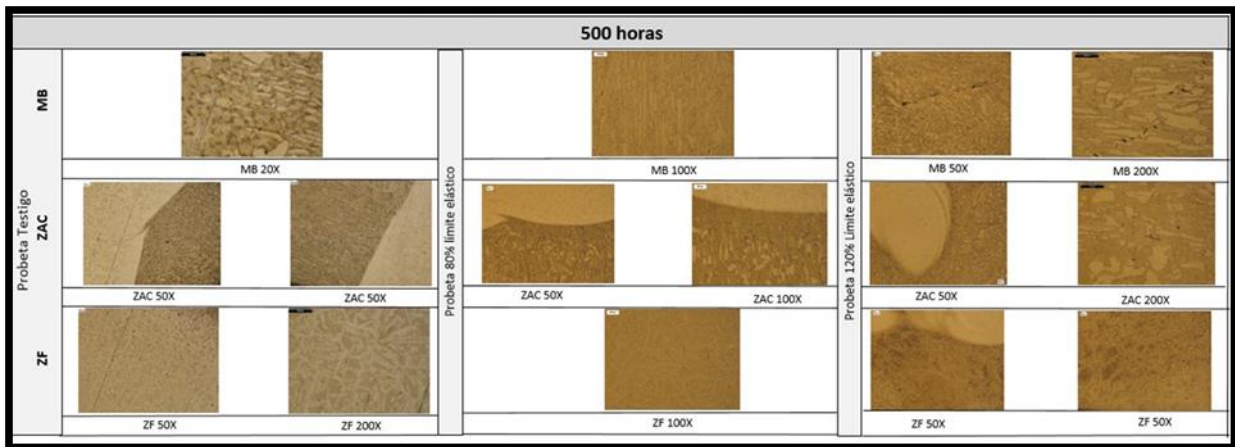 500 horas
Probeta Testigo
MB
ZAC
ZF
MB 20X
ZAC 50X
ZAC 50X
ZF 50X
ZF 200X
Probeta 80% límite elástico
MB 100X
ZAC 50X
ZAC 100X
ZF 100X
Probeta 120% Límite elástico
MB 50X
MB 200X
ZAC 50X
ZAC 200X
ZF 50X
ZF 50X